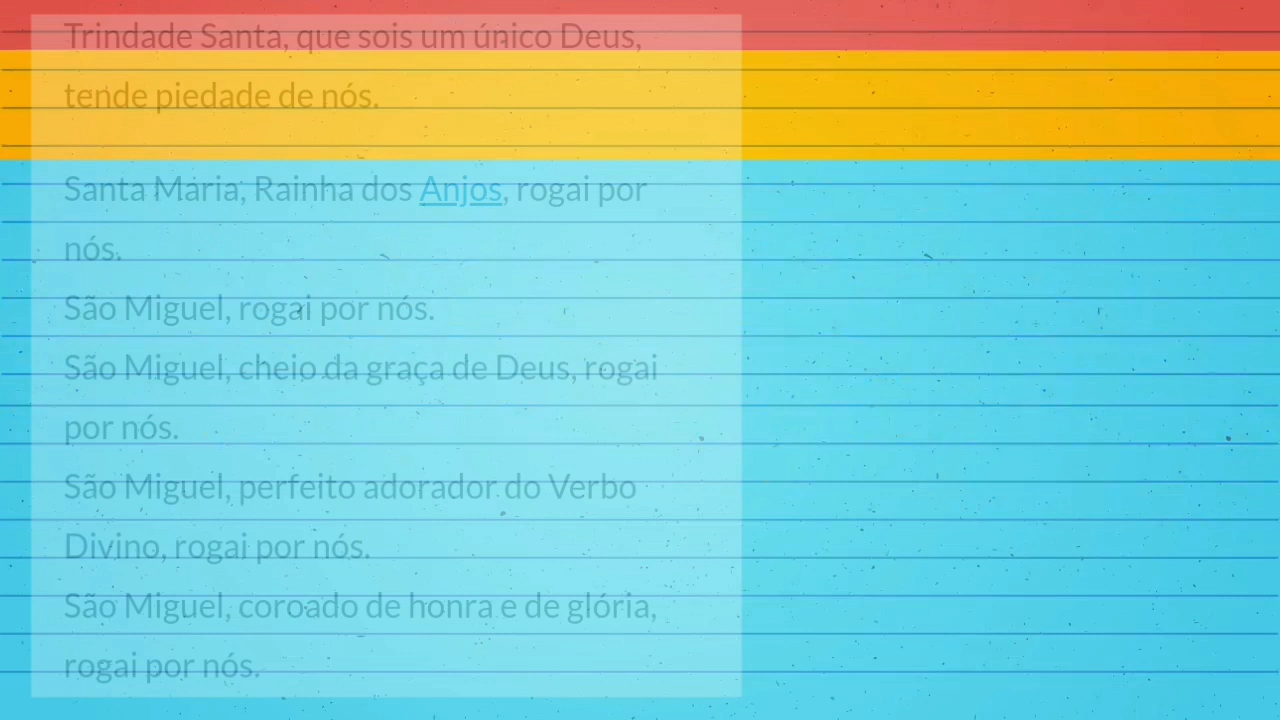 Trindade Santa, que sois um único Deus,
tende piedade de nós.
Santa Maria, Rainha dos Anjos, rogai por
nós.
São Miguel, rogai por nós.
São Miguel, cheio da graça de Deus, rogai
por nós.
São Miguel, perfeito adorador do Verbo
Divino, rogai por nós.
São Miguel, coroado de honra e de glória,
rogai por nós.